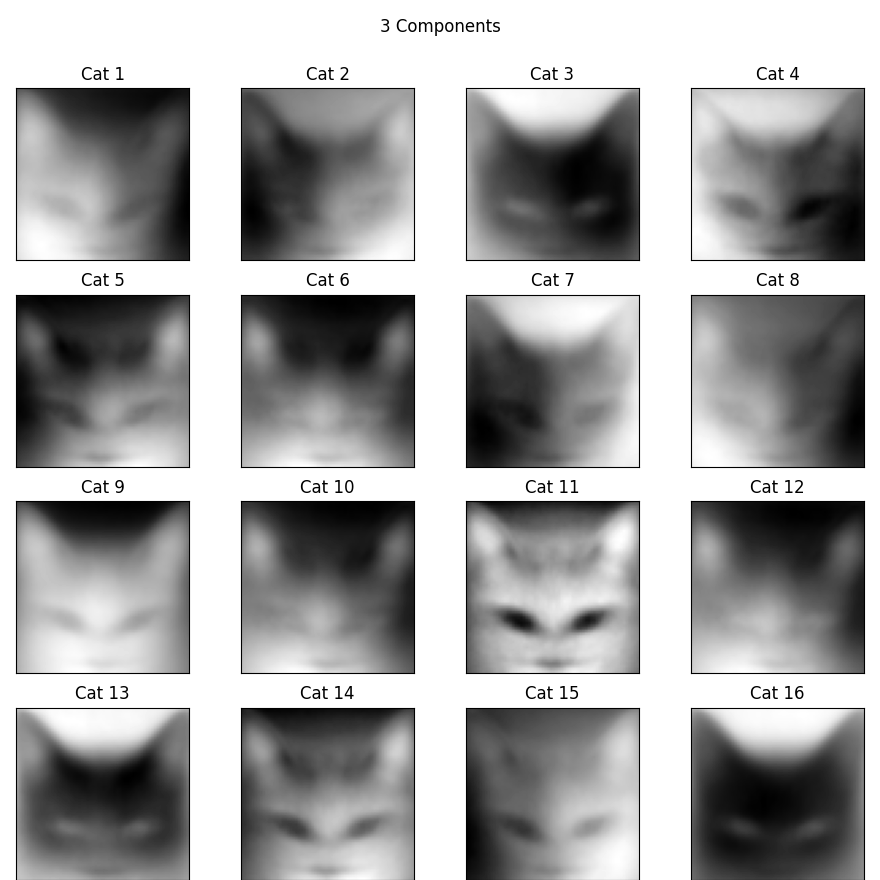 3 Components
Cat 1
Cat 2
Cat 3
Cat 4
Cat 5
Cat 6
Cat 7
Cat 8
Cat 9
Cat 10
Cat 11
Cat 12
Cat 13
Cat 14
Cat 15
Cat 16